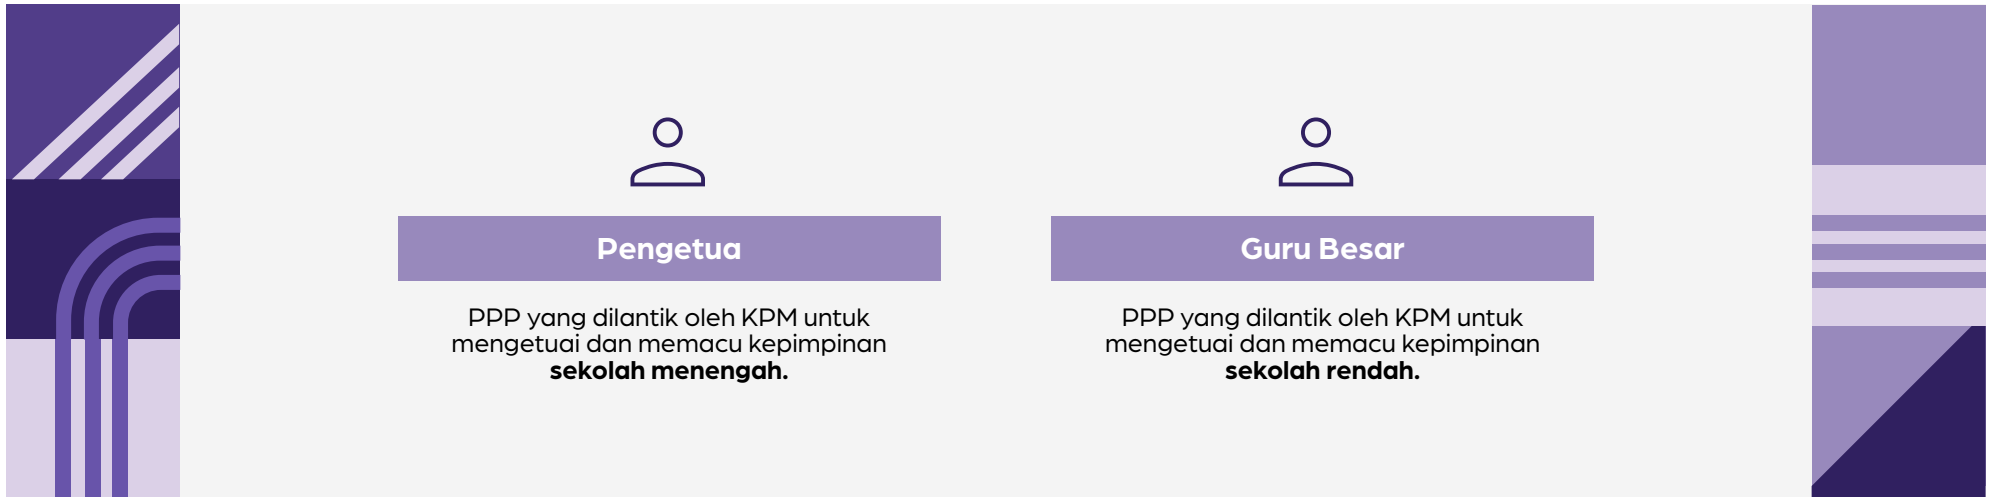 Pengetua
PPP yang dilantik oleh KPM untuk
mengetuai dan memacu kepimpinan
sekolah menengah.
Guru Besar
PPP yang dilantik oleh KPM untuk
mengetuai dan memacu kepimpinan
sekolah rendah.